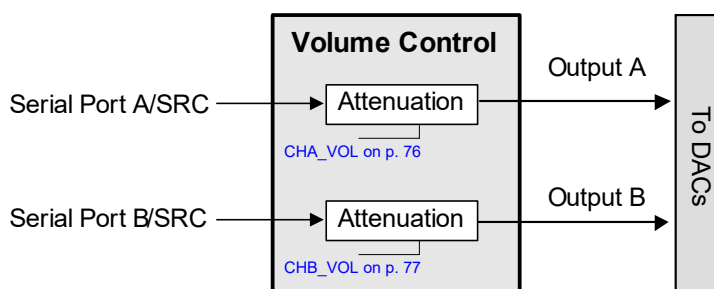 Volume Control
Serial Port A/SRC
Attenuation
CHA_VOL on p. 76
Output A
Serial Port B/SRC
Attenuation
CHB_VOL on p. 77
Output B
To DACs